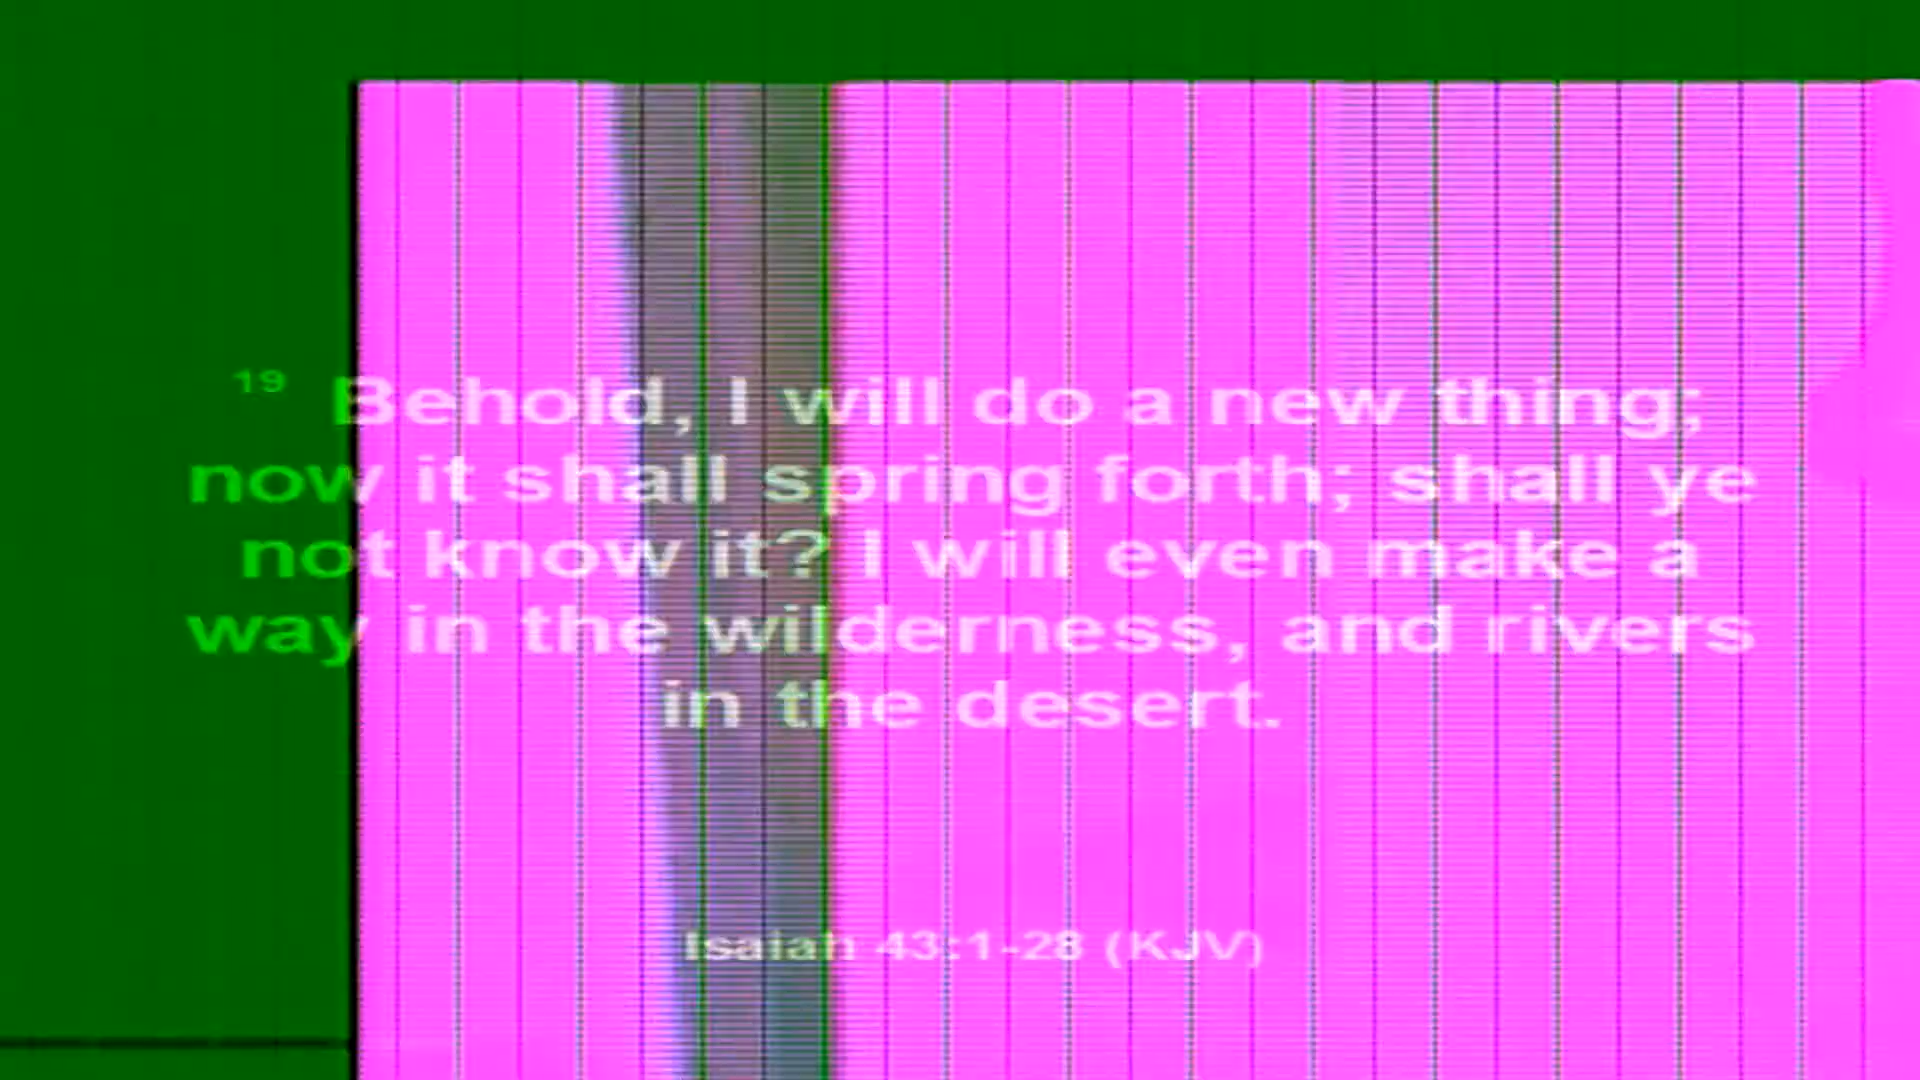 19 Behold, I will do a new thing;
now it shall spring forth; shall ye
not know it? I will even make a
way in the wilderness, and rivers
in the desert.
Isaiah 43:1-28 (KJV)